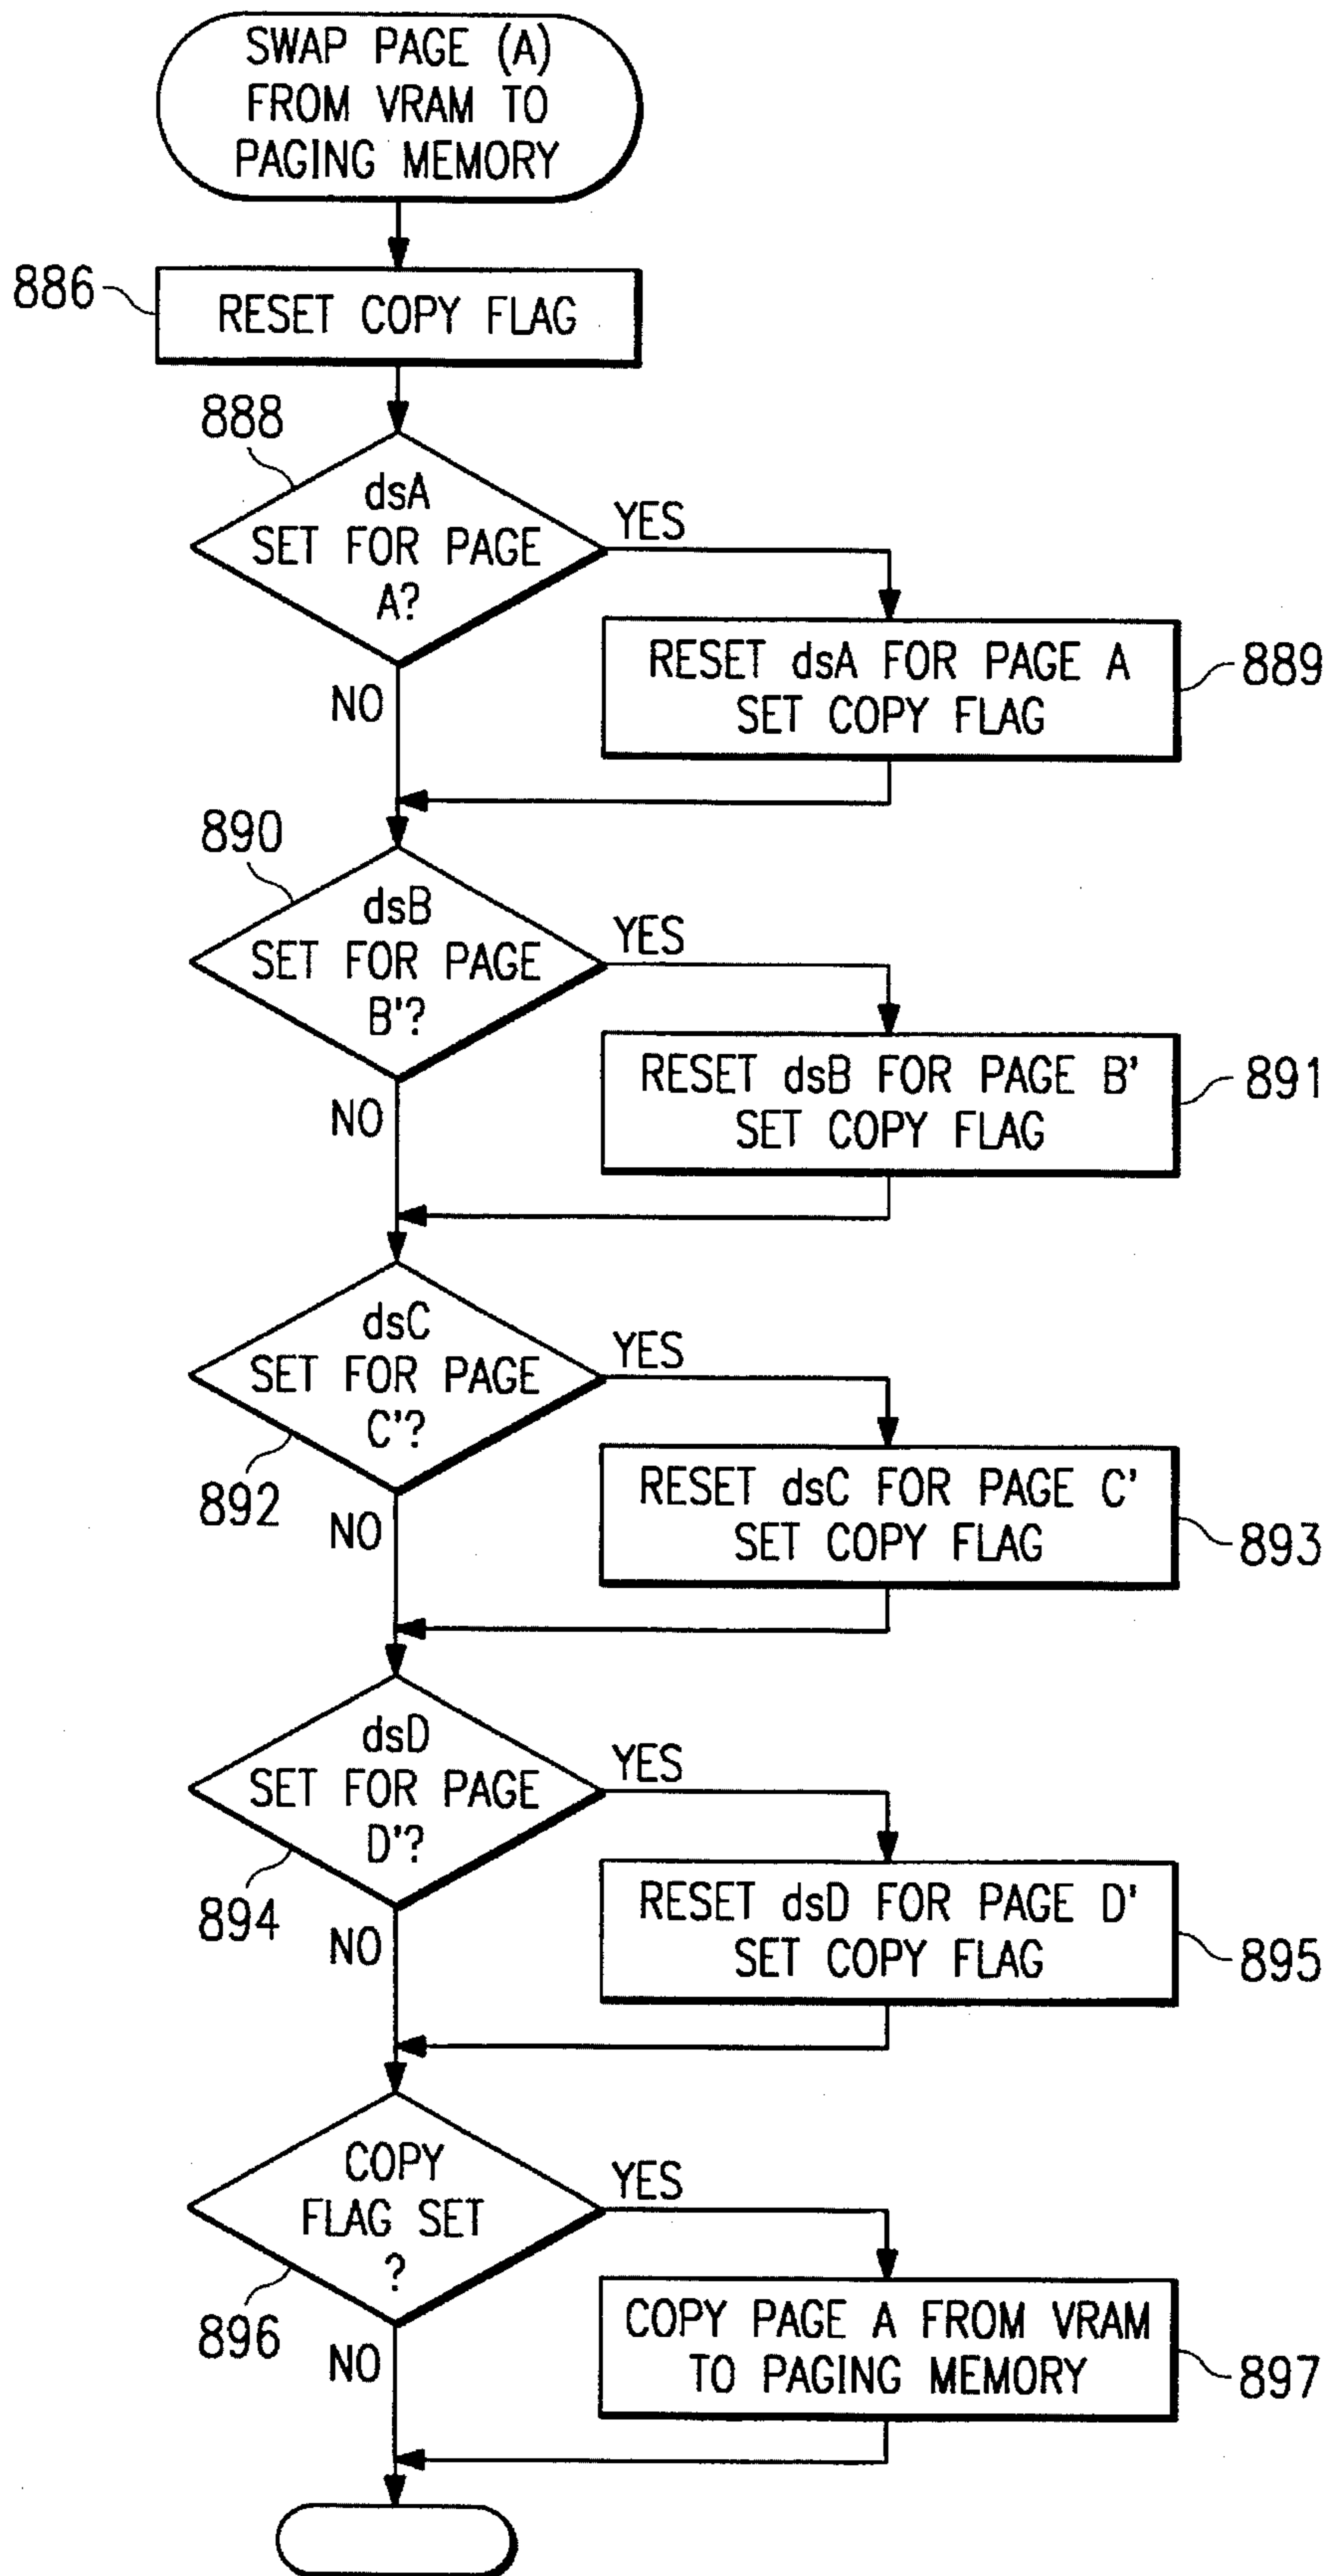 SWAP PAGE (A)
FROM VRAM TO
PAGING MEMORY
886
RESET COPY FLAG
888
dsA
SET FOR PAGE
A?
YES
NO
RESET dsA FOR PAGE A
SET COPY FLAG
889
890
dsB
SET FOR PAGE
B'?
YES
NO
RESET dsB FOR PAGE B'
SET COPY FLAG
891
dsC
SET FOR PAGE
C'?
YES
892
NO
RESET dsC FOR PAGE C'
SET COPY FLAG
893
dsD
SET FOR PAGE
D'?
YES
894
NO
RESET dsD FOR PAGE D'
SET COPY FLAG
895
COPY
FLAG SET
?
YES
896
NO
COPY PAGE A FROM VRAM
TO PAGING MEMORY
897